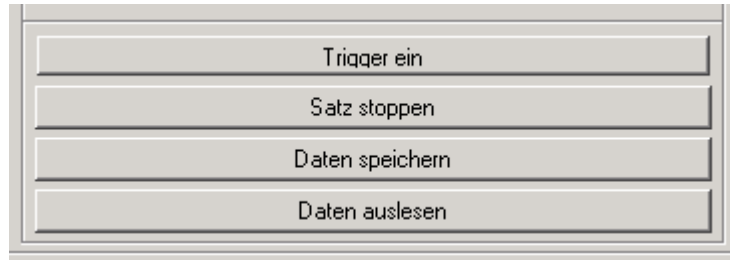 Trigger ein
Satz stoppen
Daten speichern
Daten auslesen